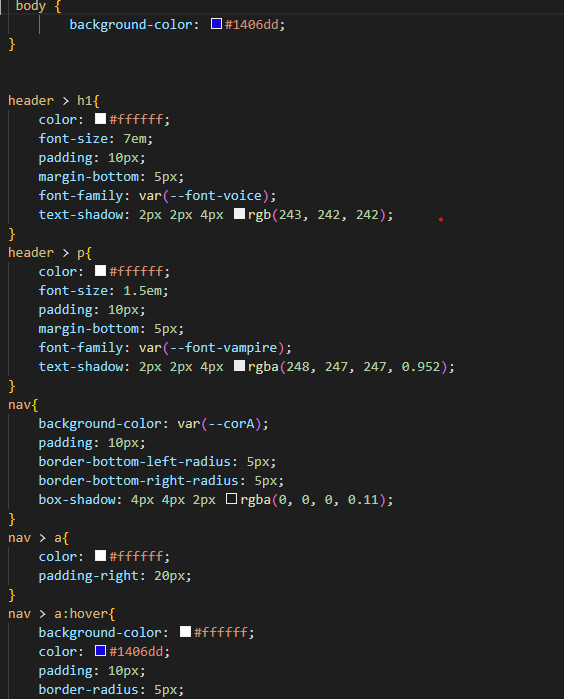 body {
background-color: #1406dd;
}
header > h1{
color: #ffffff;
font-size: 7em;
padding: 10px;
margin-bottom: 5px;
font-family: var(--font-voice);
text-shadow: 2px 2px 4px rgb(243, 242, 242);
}
header > p{
color: #ffffff;
font-size: 1.5em;
padding: 10px;
margin-bottom: 5px;
font-family: var(--font-vampire);
text-shadow: 2px 2px 4px rgba(248, 247, 247, 0.952);
}
nav{
background-color: var(--corA);
padding: 10px;
border-bottom-left-radius: 5px;
border-bottom-right-radius: 5px;
box-shadow: 4px 4px 2px rgba(0, 0, 0, 0.11);
}
nav > a{
color: #ffffff;
padding-right: 20px;
}
nav > a:hover{
background-color: #ffffff;
color: #1406dd;
padding: 10px;
border-radius: 5px;